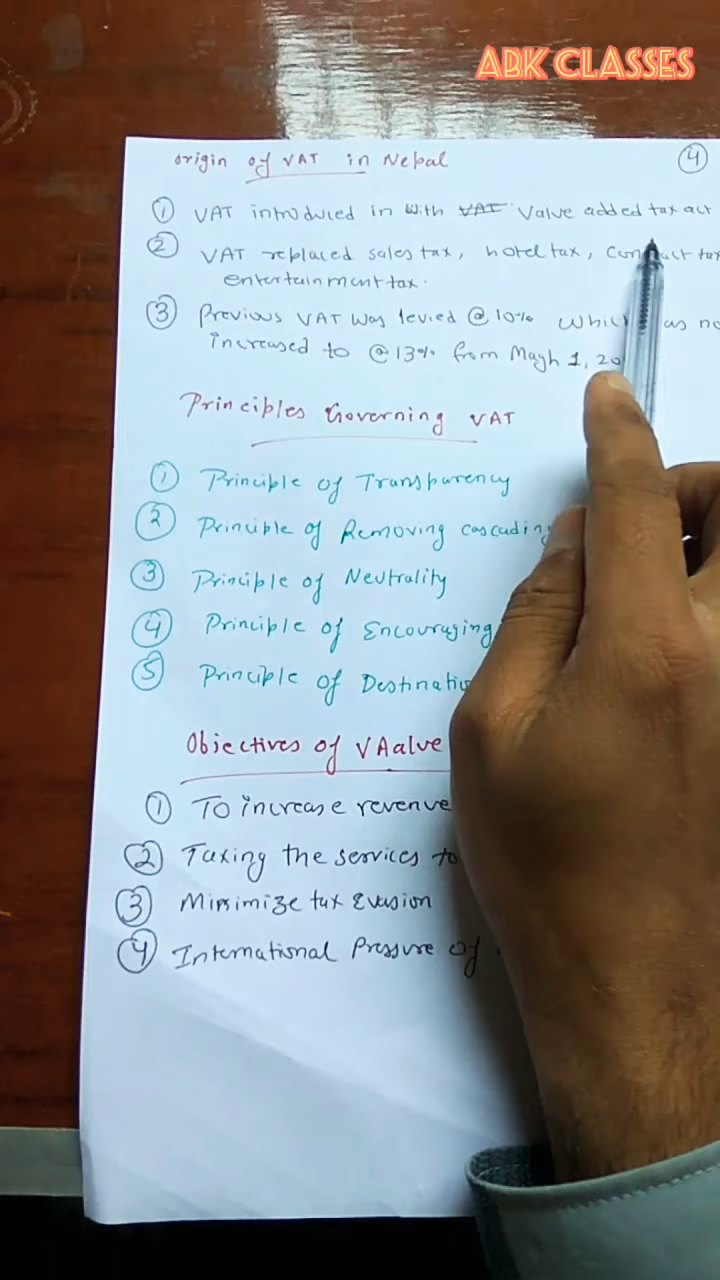 ABK CLASSES
Origin of VAT in Nepal
4
1 VAT introduced in with VAT Valve added tax act
2 VAT replaced sales tax, hotel tax, tax
entertainment tax.
3 Previous VAT was levied @ 10%
increased to @ 13% from Magh 1, 20
Principles Governing VAT
1 Principle of Transparency
2 Principle of Removing cascading
3 Principle of Neutrality
4 Principle of Encouraging
5 Principle of
Objectives of VAalve
1 To increase revenue
2 Taxing the services to
3 Minimize tax Evasion
4 International Pressure of